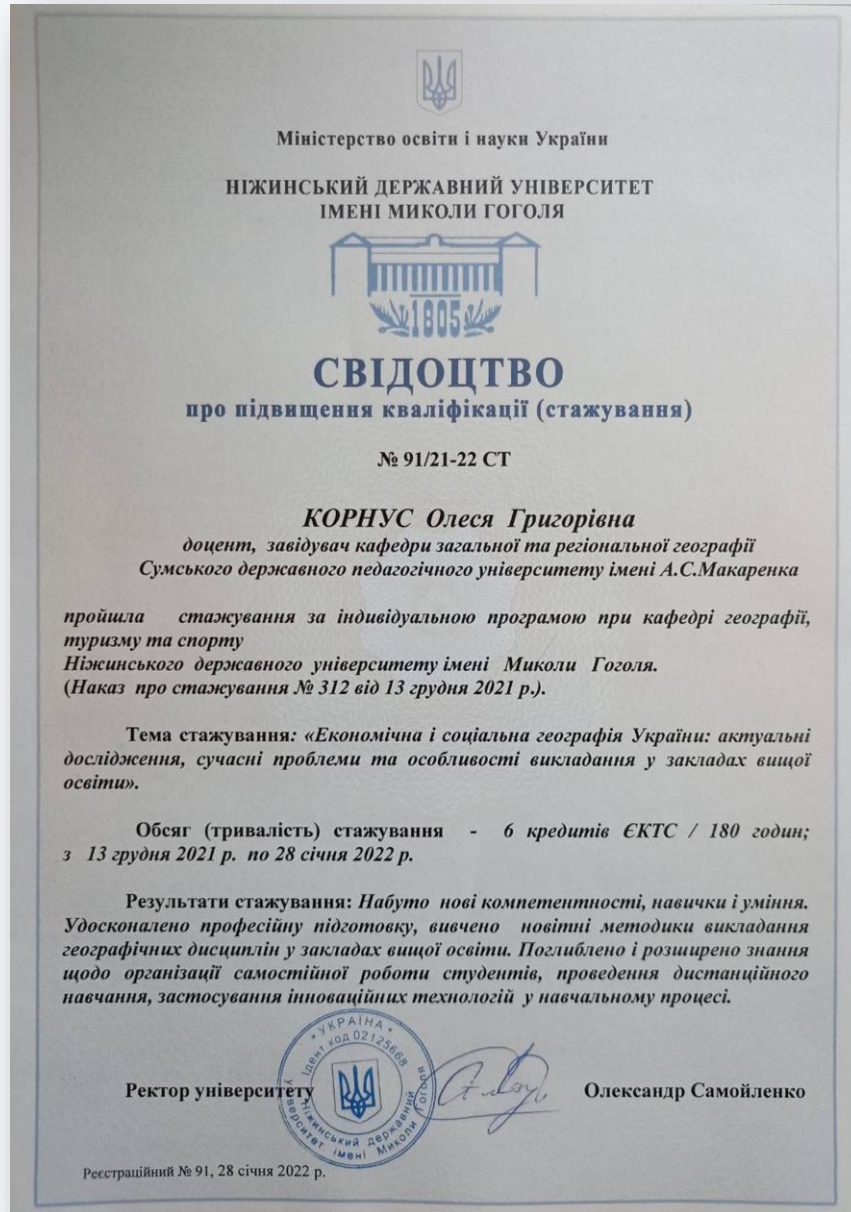 Міністерство освіти і науки України
НІЖИНСЬКИЙ ДЕРЖАВНИЙ УНІВЕРСИТЕТ
ІМЕНІ МИКОЛИ ГОГОЛЯ
1805
СВІДОЦТВО
про підвищення кваліфікації (стажування)
№ 91/21-22 СТ
КОРНУС Олеся Григорівна
доцент, завідувач кафедри загальної та регіональної географії
Сумського державного педагогічного університету імені А.С.Макаренка
пройшла стажування за індивідуальною програмою при кафедрі географії,
туризму та спорту
Ніжинського державного університету імені Миколи Гоголя.
(Наказ про стажування № 312 від 13 грудня 2021 р.).
Тема стажування: «Економічна і соціальна географія України: актуальні
дослідження, сучасні проблеми та особливості викладання у закладах вищої
освіти».
Обсяг (тривалість) стажування - 6 кредитів ЄКТС / 180 годин;
з 13 грудня 2021 р. по 28 січня 2022 р.
Результати стажування: Набуто нові компетентності, навички і уміння.
Удосконалено професійну підготовку, вивчено новітні методики викладання
географічних дисциплін у закладах вищої освіти. Поглиблено і розширено знання
щодо організації самостійної роботи студентів, проведення дистанційного
навчання, застосування інноваційних технологій у навчальному процесі.
* УКРАЇНА *
Ідент код 02125668
Ніжинський державний
університет імені Миколи Гоголя
Ректор університету Олександр Самойленко
Реєстраційний № 91, 28 січня 2022 р.